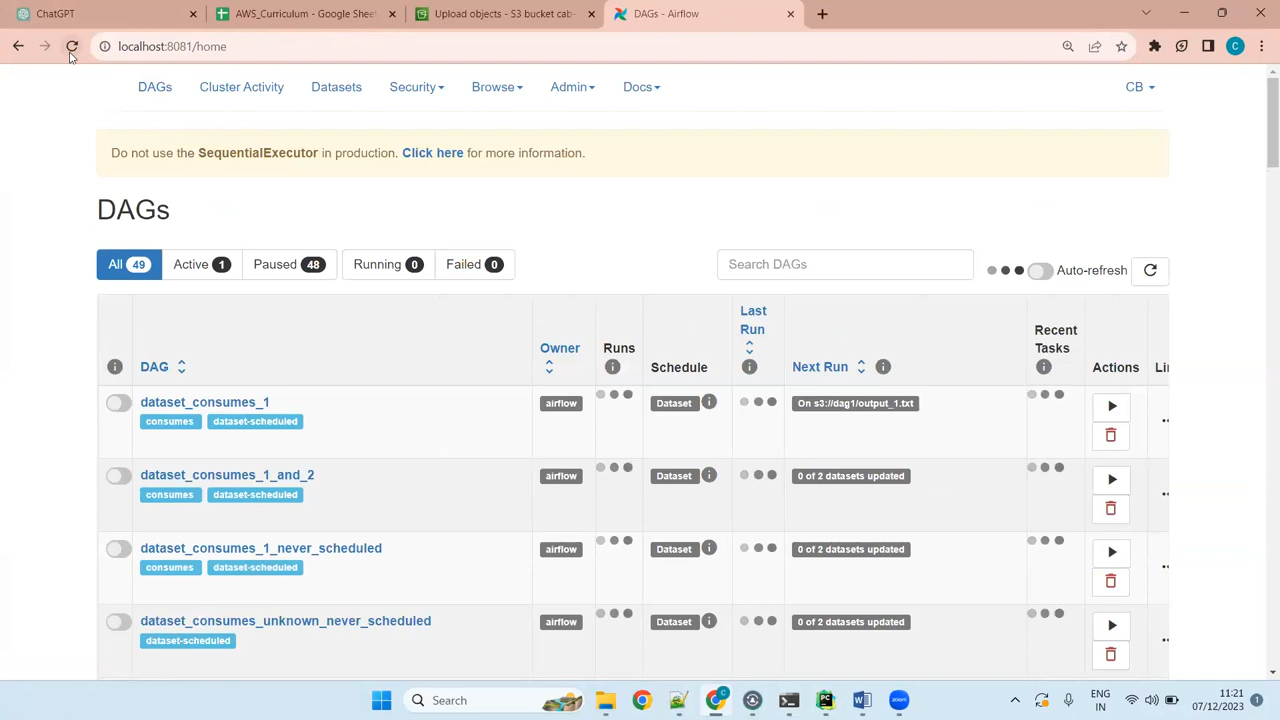 ChatGPT
AWS_Curriculum - Google Sheet
Upload objects - S3 bucket cab
DAGs - Airflow
localhost:8081/home
DAGs Cluster Activity Datasets Security Browse Admin Docs CB
Do not use the SequentialExecutor in production. Click here for more information.
DAGs
All 49 Active 1 Paused 48 Running 0 Failed 0 Search DAGs Auto-refresh
DAG Owner Runs Schedule Last Run Next Run Recent Tasks Actions Li
dataset_consumes_1 airflow Dataset On s3://dag1/output_1.txt
consumes dataset-scheduled
dataset_consumes_1_and_2 airflow Dataset 0 of 2 datasets updated
consumes dataset-scheduled
dataset_consumes_1_never_scheduled airflow Dataset 0 of 2 datasets updated
consumes dataset-scheduled
dataset_consumes_unknown_never_scheduled airflow Dataset 0 of 2 datasets updated
dataset-scheduled
Search
ENG
IN
11:21
07/12/2023